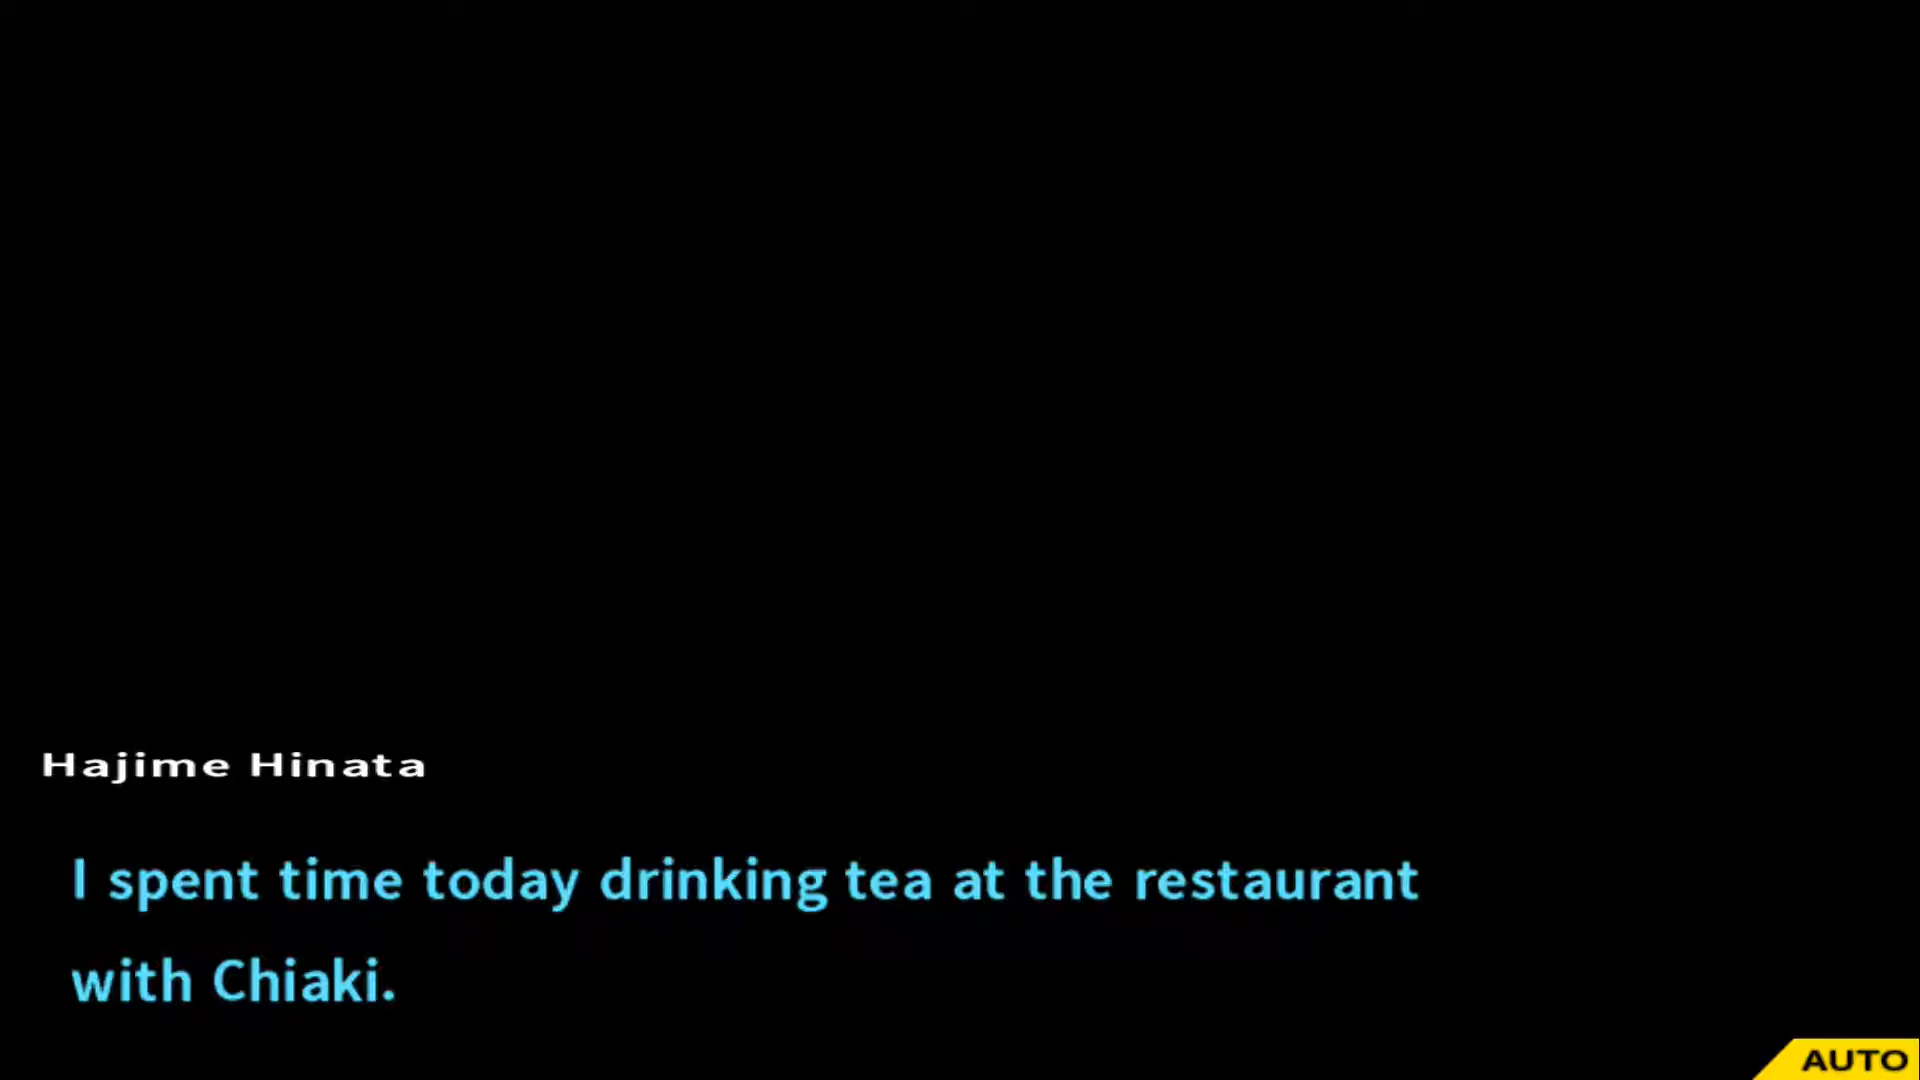 Hajime Hinata
I spent time today drinking tea at the restaurant
with Chiaki.
AUTO